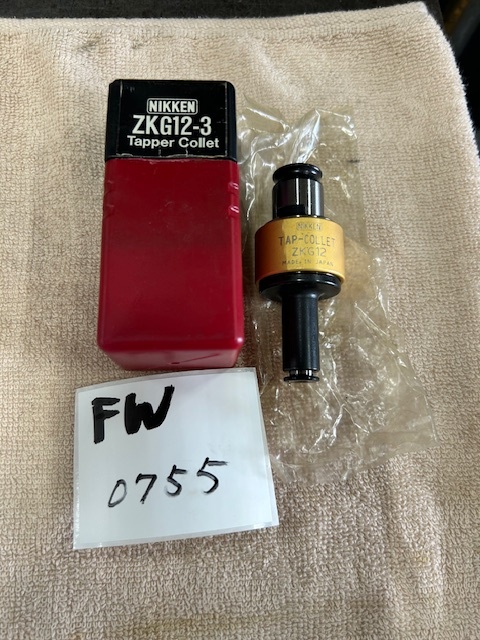 NIKKEN
ZKG12-3
Tapper Collet
NIKKEN
TAP-COLLET
ZKG12
MADE IN JAPAN
FW
0755